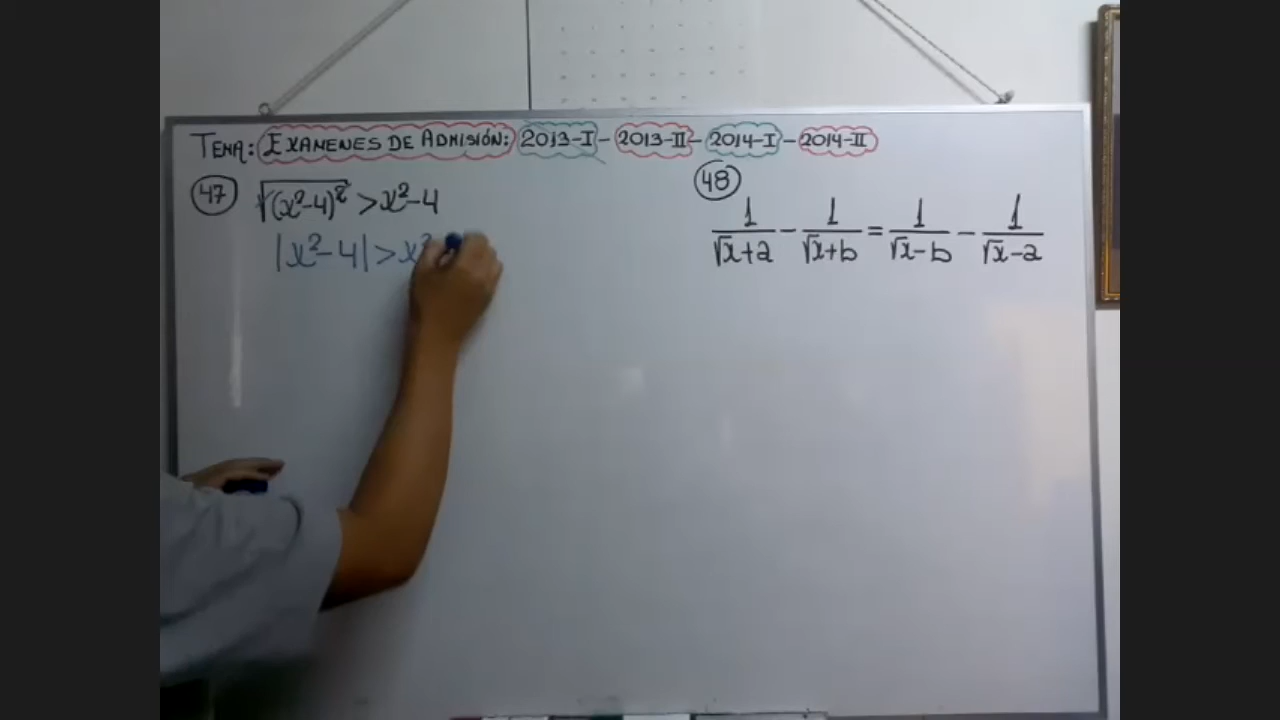 TEMA: EXAMENES DE ADMISIÓN: 2013-I - 2013-II - 2014-I - 2014-II
47 √(x²-4)² > x²-4
|x²-4| > x²
48
1/(√x+a) - 1/(√x+b) = 1/(√x-b) - 1/(√x-a)